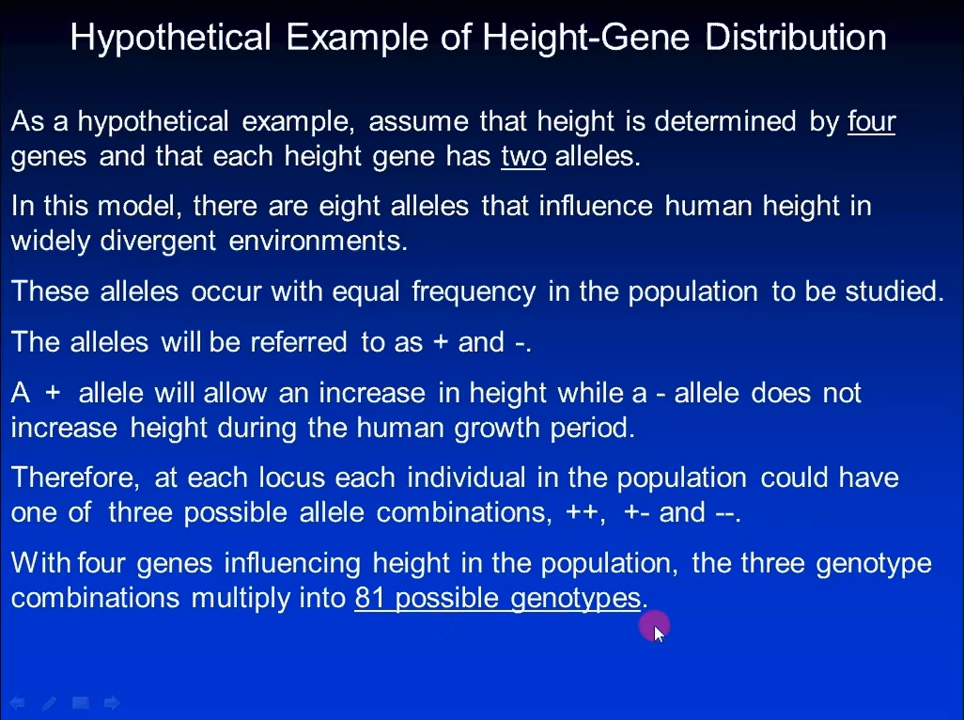 Hypothetical Example of Height-Gene Distribution
As a hypothetical example, assume that height is determined by four
genes and that each height gene has two alleles.
In this model, there are eight alleles that influence human height in
widely divergent environments.
These alleles occur with equal frequency in the population to be studied.
The alleles will be referred to as + and -.
A + allele will allow an increase in height while a - allele does not
increase height during the human growth period.
Therefore, at each locus each individual in the population could have
one of three possible allele combinations, ++, +- and --.
With four genes influencing height in the population, the three genotype
combinations multiply into 81 possible genotypes.